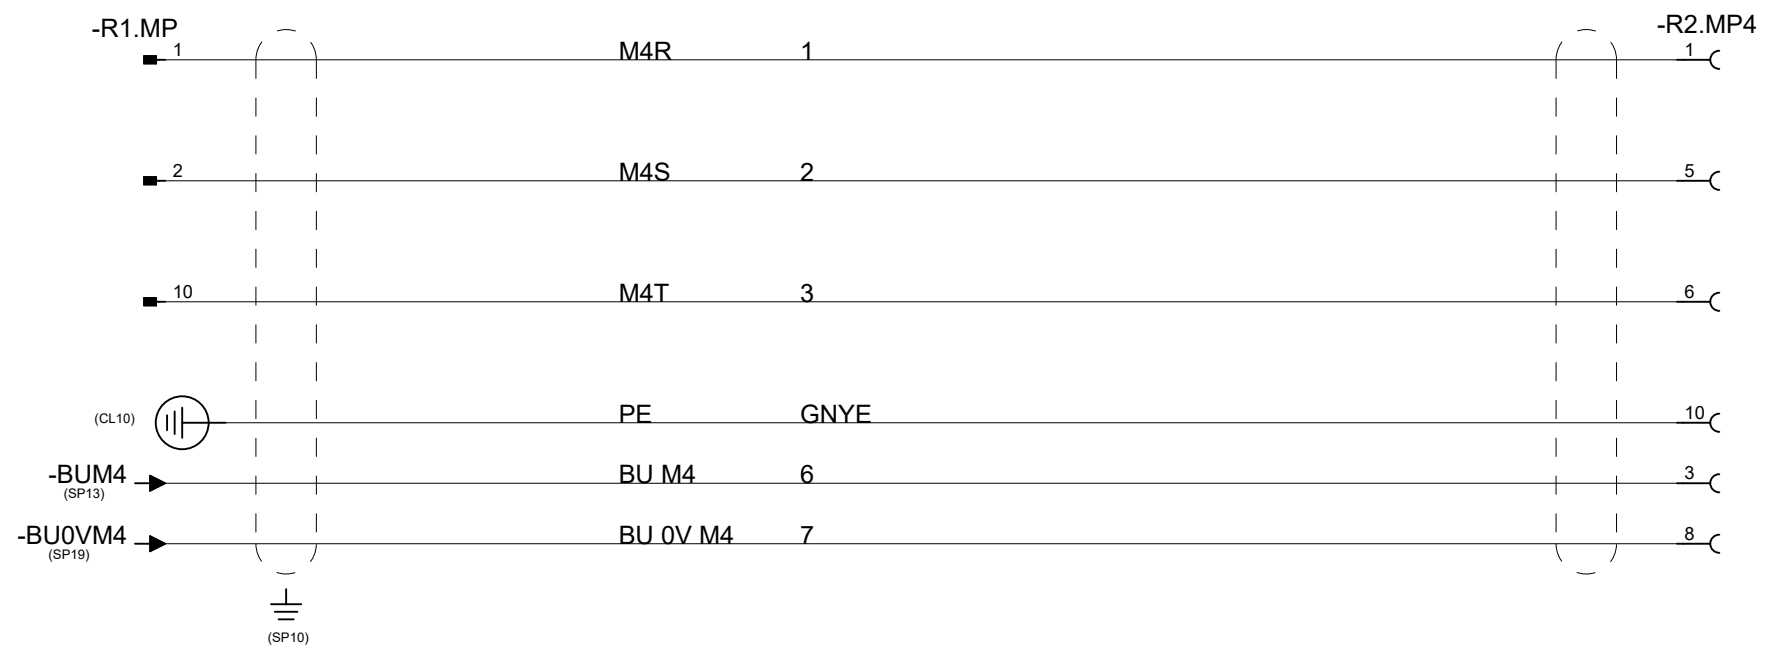 -R1.MP -R2.MP4
1 M4R 1 1
2 M4S 2 5
10 M4T 3 6
(CL10) PE GNYE 10
-BUM4 BU M4 6 3
(SP13)
-BU0VM4 BU 0V M4 7 8
(SP19)
(SP10)